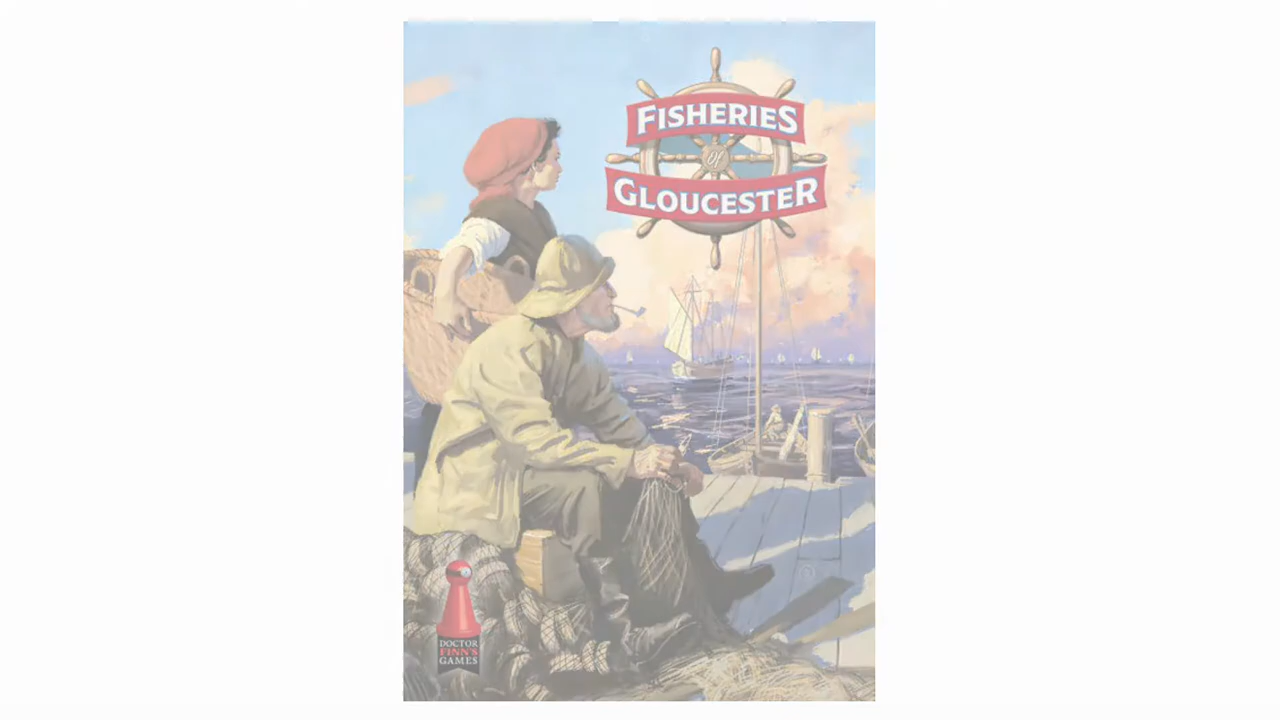 FISHERIES
of
GLOUCESTER
DOCTOR
FINN'S
GAMES